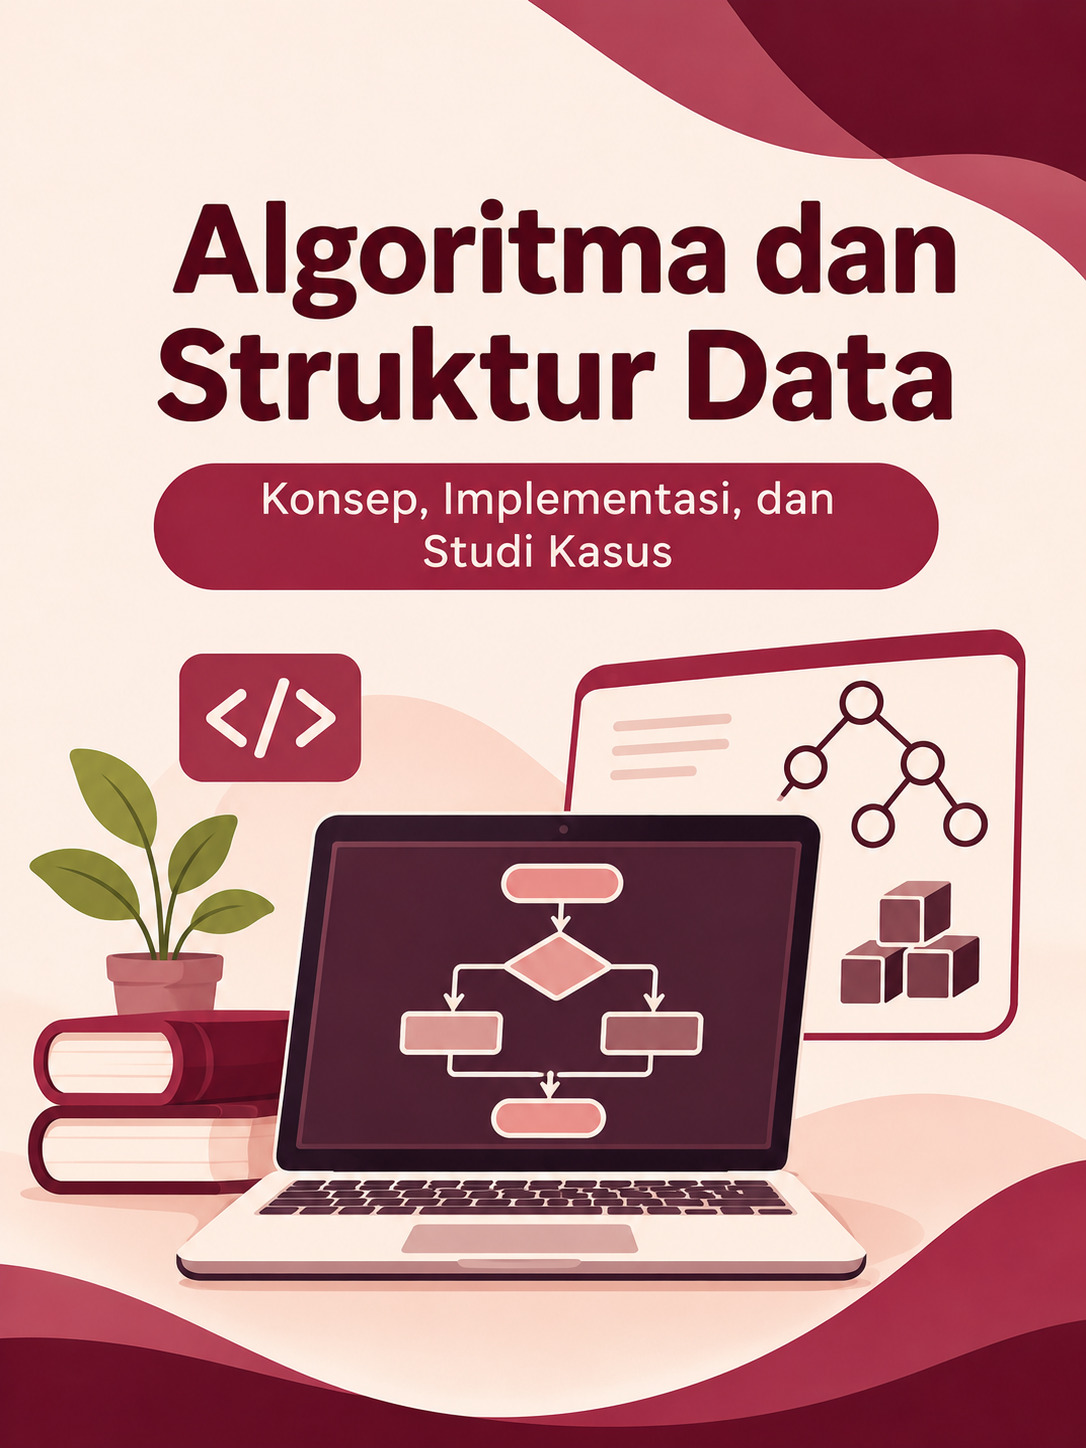 Algoritma dan
Struktur Data
Konsep, Implementasi, dan
Studi Kasus
</>